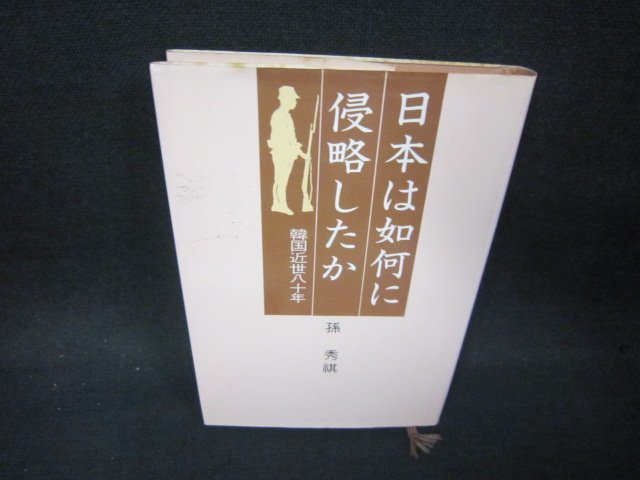 日本は如何に
侵略したか
韓国近世八十年
孫 秀祺